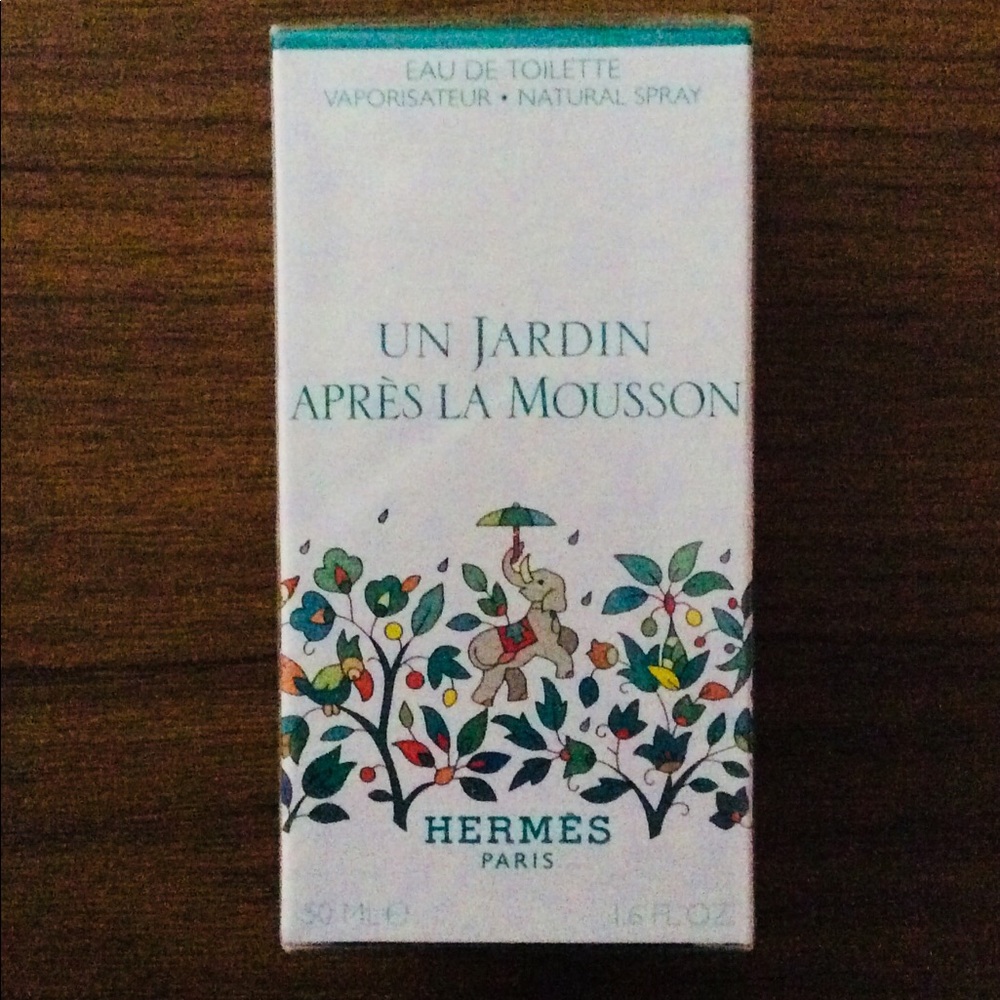 EAU DE TOILETTE
VAPORISATEUR • NATURAL SPRAY
UN JARDIN
APRÈS LA MOUSSON
HERMÈS
PARIS
50 ML ℮ 1.6 FL.OZ.